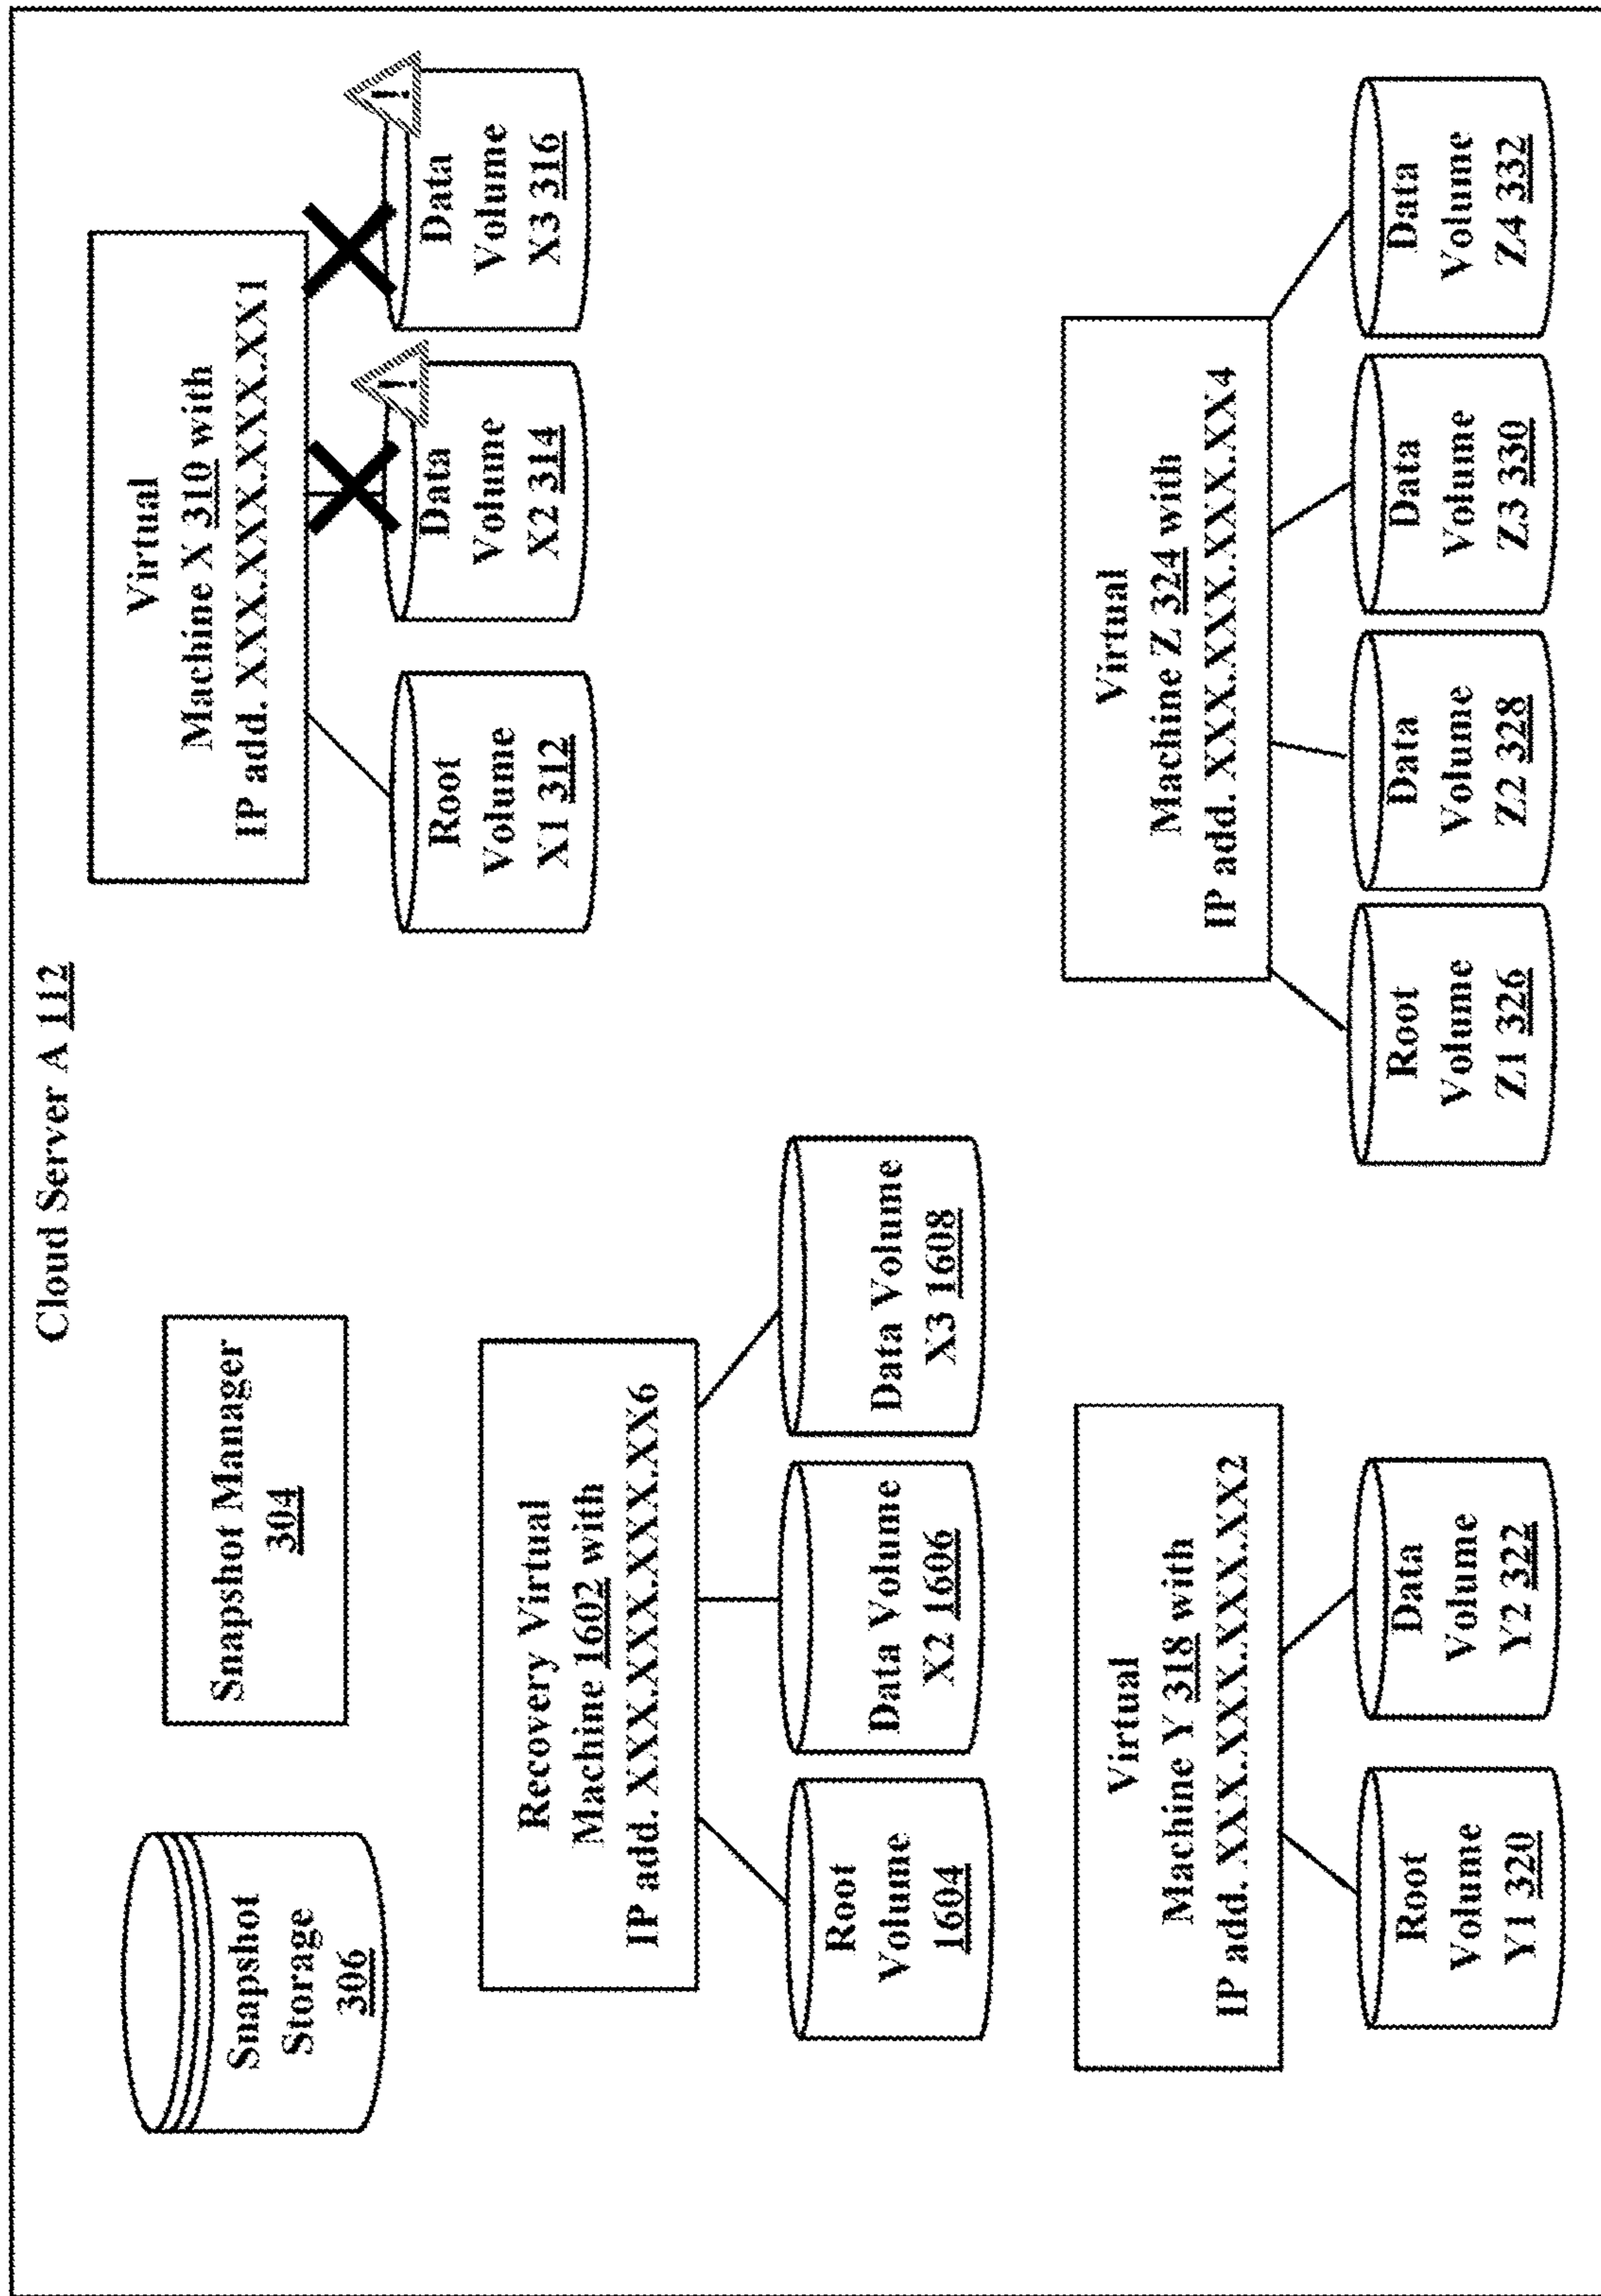 Cloud Server A 112
Snapshot
Storage
306
Snapshot Manager
304
Virtual
Machine X 310 with
IP add. XXX.XXX.XXX.XX1
Root
Volume
X1 312
Data
Volume
X2 314
Data
Volume
X3 316
Recovery Virtual
Machine 1602 with
IP add. XXX.XXX.XXX.XX6
Root
Volume
1604
Data Volume
X2 1606
Data Volume
X3 1608
Virtual
Machine Y 318 with
IP add. XXX.XXX.XXX.XX2
Root
Volume
Y1 320
Data
Volume
Y2 322
Virtual
Machine Z 324 with
IP add. XXX.XXX.XXX.XX4
Root
Volume
Z1 326
Data
Volume
Z2 328
Data
Volume
Z3 330
Data
Volume
Z4 332